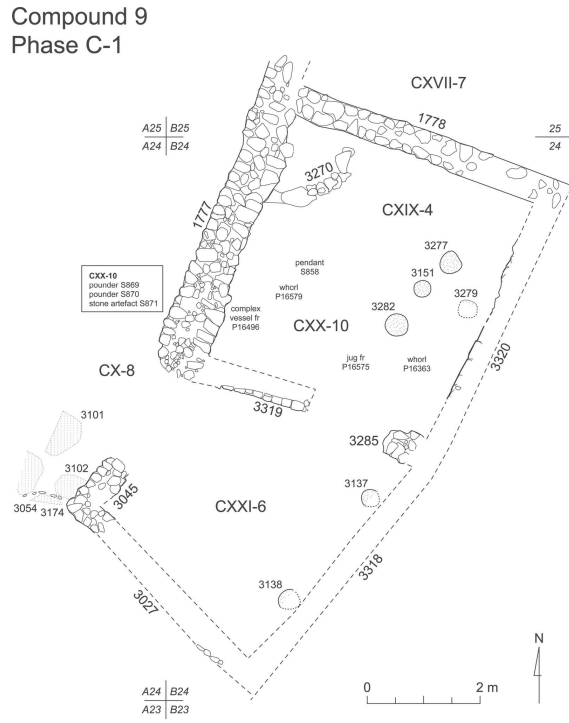 Compound 9
Phase C-1
CXVII-7
1778
A25 B25
A24 B24
25
24
3270
CXIX-4
1777
3277
pendant
S858
3151
3279
whorl
P16579
CXX-10
pounder S869
pounder S870
stone artefact S871
complex
vessel fr
P16496
3282
CXX-10
3320
jug fr
P16575
whorl
P16363
CX-8
3319
3101
3285
3102
3045
3137
3054
3174
CXXI-6
3318
3138
3027
N
A24 B24
A23 B23
0
2 m